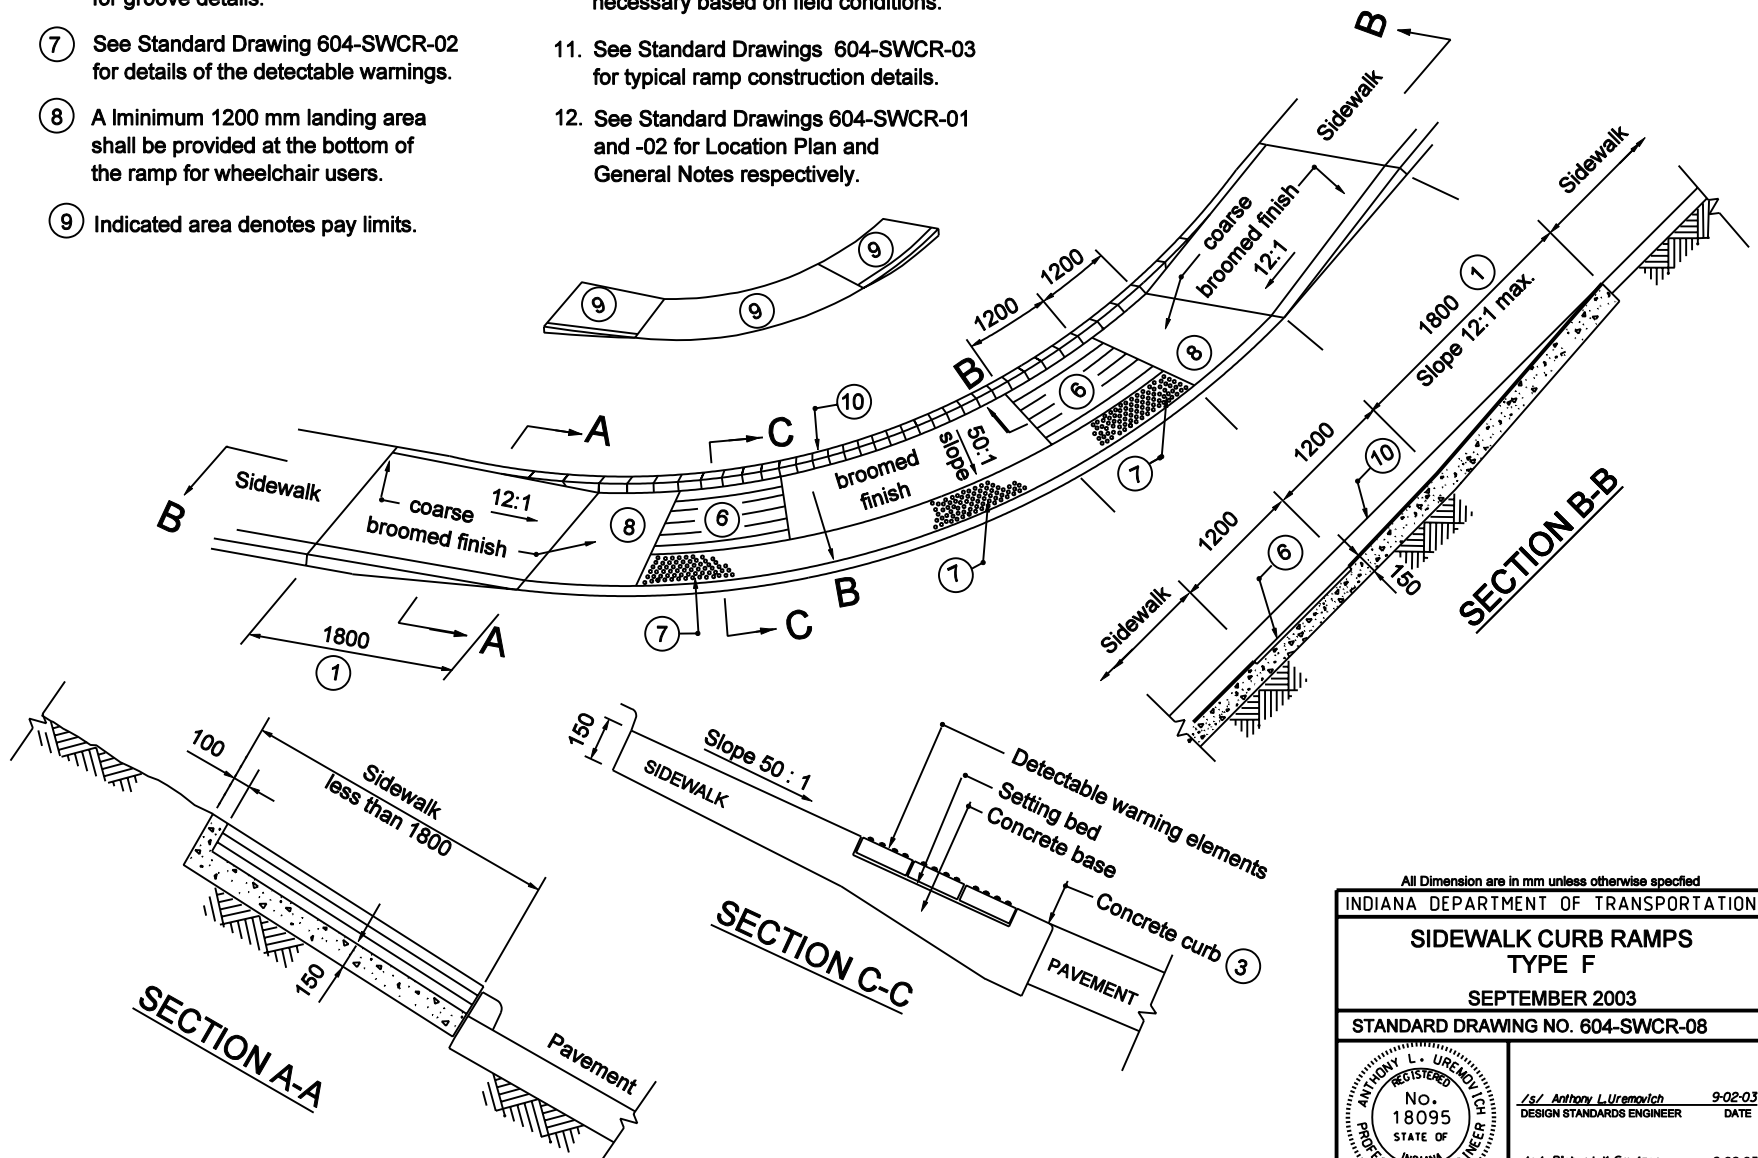 for groove details.
7 See Standard Drawing 604-SWCR-02
for details of the detectable warnings.
8 A Iminimum 1200 mm landing area
shall be provided at the bottom of
the ramp for wheelchair users.
9 Indicated area denotes pay limits.
necessary based on field conditions.
11. See Standard Drawings 604-SWCR-03
for typical ramp construction details.
12. See Standard Drawings 604-SWCR-01
and -02 for Location Plan and
General Notes respectively.
9
9
9
B
Sidewalk
coarse
broomed finish
12:1
8
1200
1200
B
6
7
10
C
A
broomed
finish
50:1
slope
7
B
Sidewalk
B
coarse
broomed finish
12:1
8
6
7
C
A
1800
1
Sidewalk
1800 1
Slope 12:1 max.
1200
10
1200
6
150
Sidewalk
SECTION B-B
100
Sidewalk
less than 1800
150
Pavement
SECTION A-A
150
Slope 50 : 1
SIDEWALK
Detectable warning elements
Setting bed
Concrete base
Concrete curb 3
PAVEMENT
SECTION C-C
All Dimension are in mm unless otherwise specfied
INDIANA DEPARTMENT OF TRANSPORTATION
SIDEWALK CURB RAMPS
TYPE F
SEPTEMBER 2003
STANDARD DRAWING NO. 604-SWCR-08
ANTHONY L. UREMOVICH
REGISTERED
No.
18095
STATE OF
INDIANA
/s/ Anthony L.Uremovich 9-02-03
DESIGN STANDARDS ENGINEER DATE